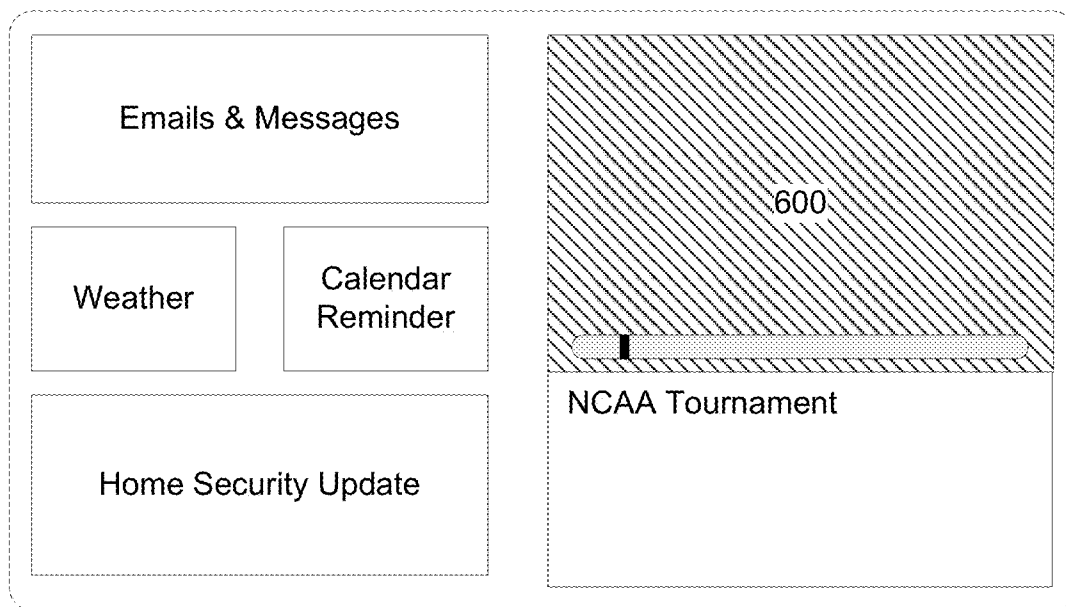 Emails & Messages
Weather
Calendar
Reminder
Home Security Update
600
NCAA Tournament